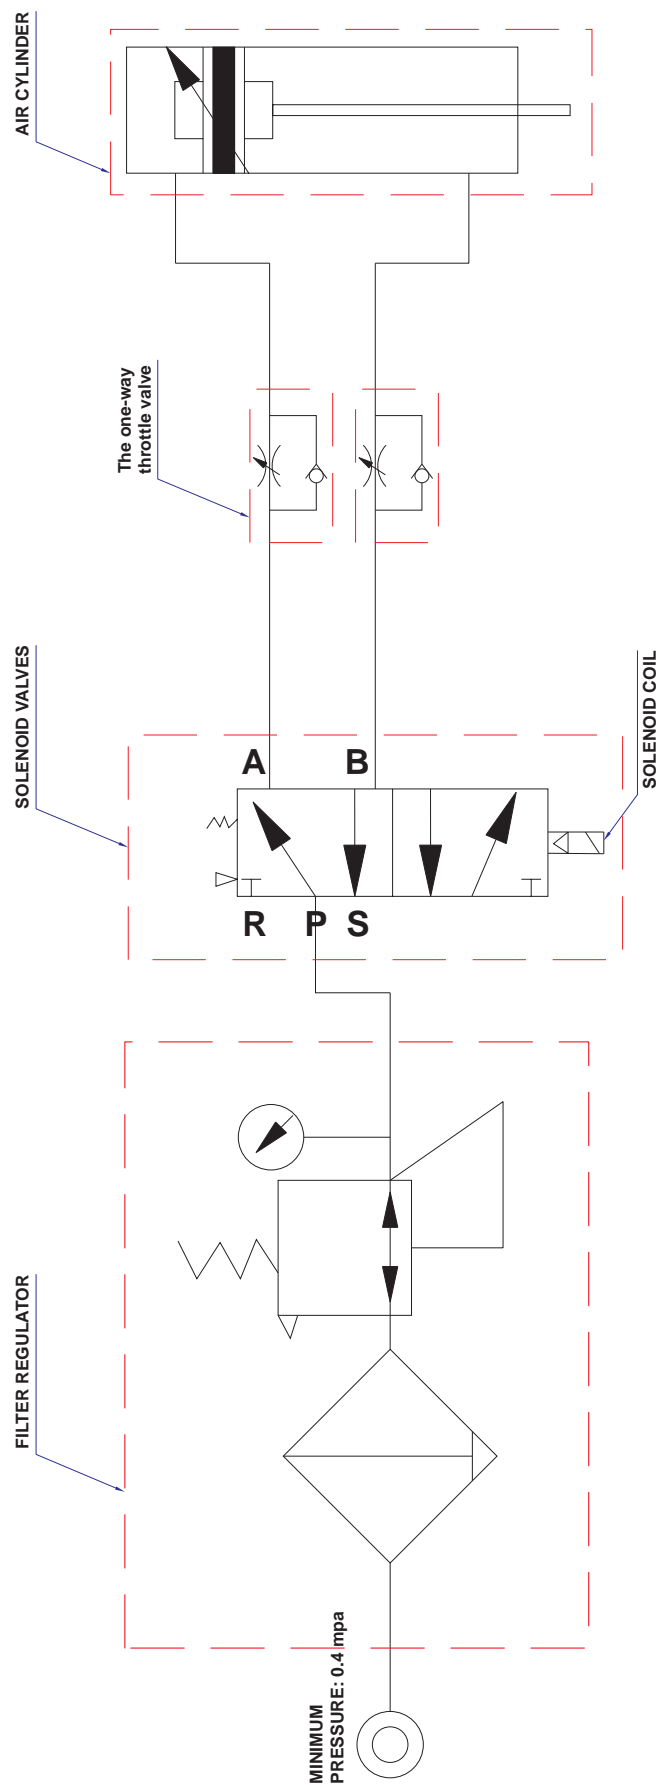 AIR CYLINDER
The one-way
throttle valve
SOLENOID VALVES
SOLENOID COIL
A
B
R
P
S
FILTER REGULATOR
MINIMUM
PRESSURE: 0.4 mpa